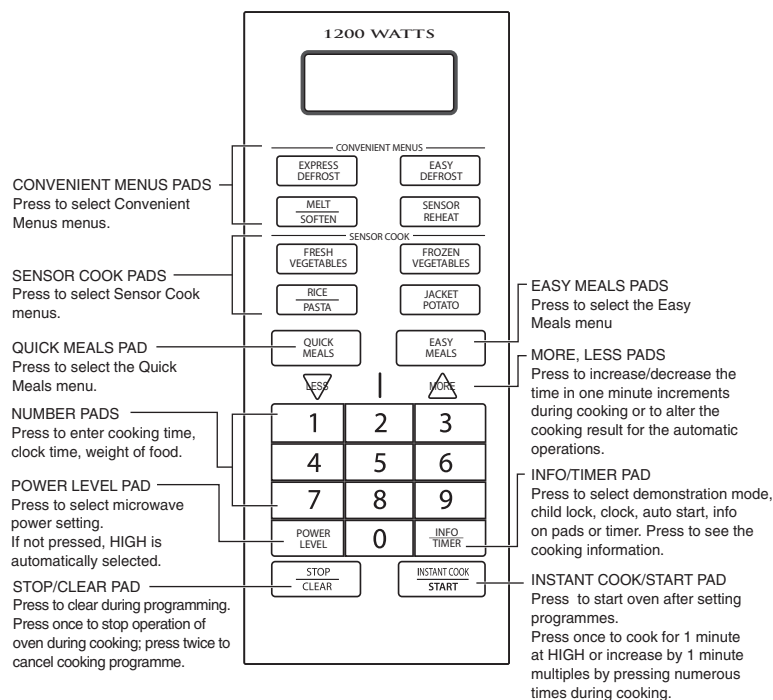 1200 WATTS
CONVENIENT MENUS
EXPRESS
DEFROST
EASY
DEFROST
MELT
SOFTEN
SENSOR
REHEAT
SENSOR COOK
FRESH
VEGETABLES
FROZEN
VEGETABLES
RICE
PASTA
JACKET
POTATO
QUICK
MEALS
EASY
MEALS
LESS
MORE
1
2
3
4
5
6
7
8
9
POWER
LEVEL
0
INFO
TIMER
STOP
CLEAR
INSTANT COOK
START
CONVENIENT MENUS PADS
Press to select Convenient
Menus menus.
SENSOR COOK PADS
Press to select Sensor Cook
menus.
QUICK MEALS PAD
Press to select the Quick
Meals menu.
NUMBER PADS
Press to enter cooking time,
clock time, weight of food.
POWER LEVEL PAD
Press to select microwave
power setting.
If not pressed, HIGH is
automatically selected.
STOP/CLEAR PAD
Press to clear during programming.
Press once to stop operation of
oven during cooking; press twice to
cancel cooking programme.
EASY MEALS PADS
Press to select the Easy
Meals menu
MORE, LESS PADS
Press to increase/decrease the
time in one minute increments
during cooking or to alter the
cooking result for the automatic
operations.
INFO/TIMER PAD
Press to select demonstration mode,
child lock, clock, auto start, info
on pads or timer. Press to see the
cooking information.
INSTANT COOK/START PAD
Press to start oven after setting
programmes.
Press once to cook for 1 minute
at HIGH or increase by 1 minute
multiples by pressing numerous
times during cooking.